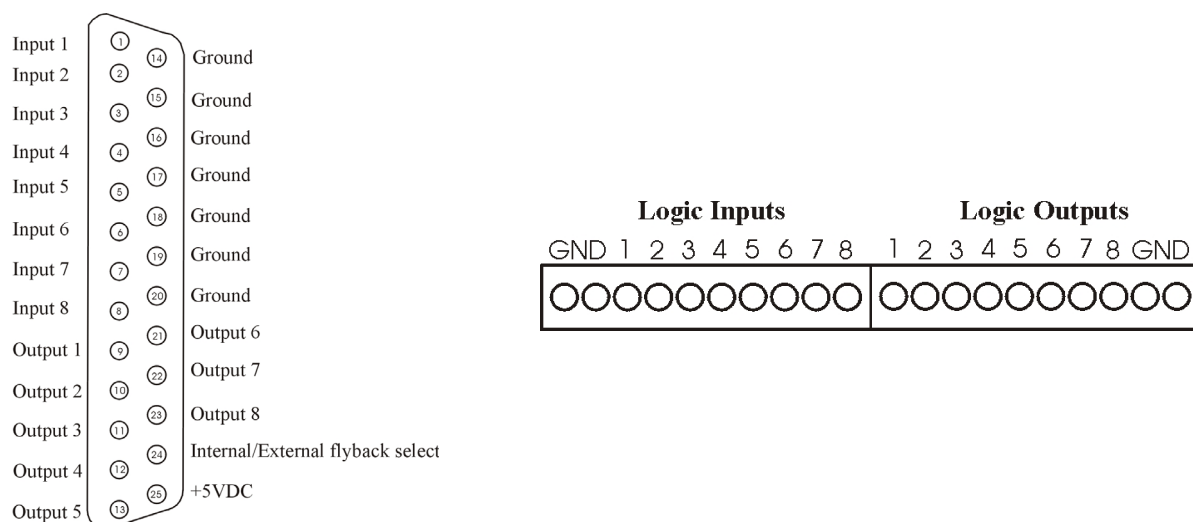 Input 1
Input 2
Input 3
Input 4
Input 5
Input 6
Input 7
Input 8
Output 1
Output 2
Output 3
Output 4
Output 5
1
2
3
4
5
6
7
8
9
10
11
12
13
14
15
16
17
18
19
20
21
22
23
24
25
Ground
Ground
Ground
Ground
Ground
Ground
Ground
Output 6
Output 7
Output 8
Internal/External flyback select
+5VDC
Logic Inputs
GND 1 2 3 4 5 6 7 8
Logic Outputs
1 2 3 4 5 6 7 8 GND